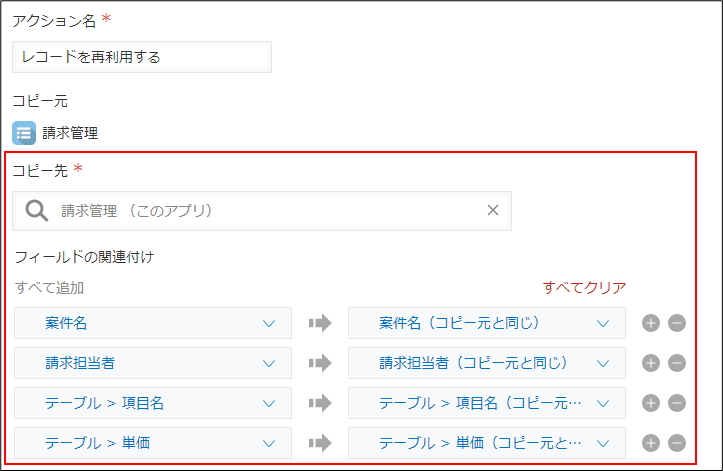 アクション名 *
レコードを再利用する
コピー元
請求管理
コピー先 *
請求管理 （このアプリ）
フィールドの関連付け
すべて追加 すべてクリア
案件名 案件名（コピー元と同じ）
請求担当者 請求担当者（コピー元と同じ）
テーブル > 項目名 テーブル > 項目名（コピー元…
テーブル > 単価 テーブル > 単価（コピー元と…